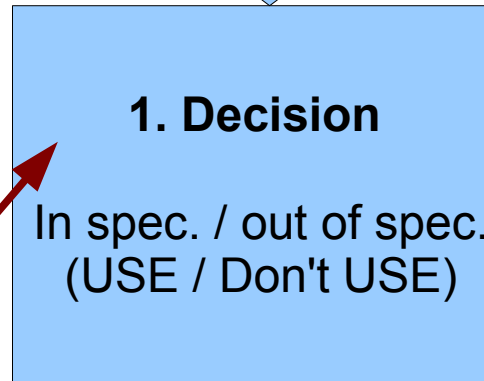 1. Decision
In spec. / out of spec.
(USE / Don't USE)